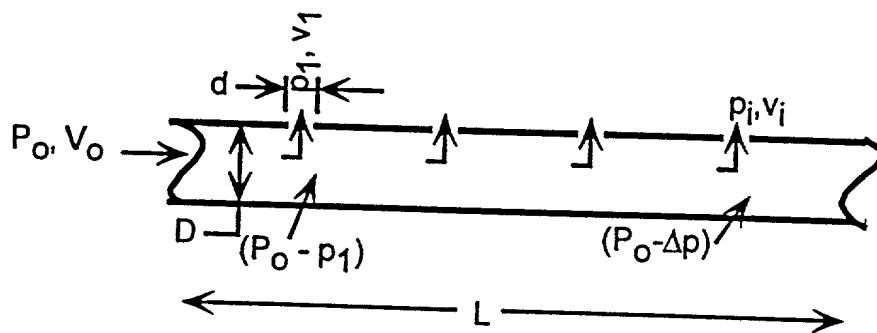 p₁, v₁
d
pᵢ, vᵢ
Pₒ, Vₒ
D
(Pₒ - p₁)
(Pₒ-Δp)
L